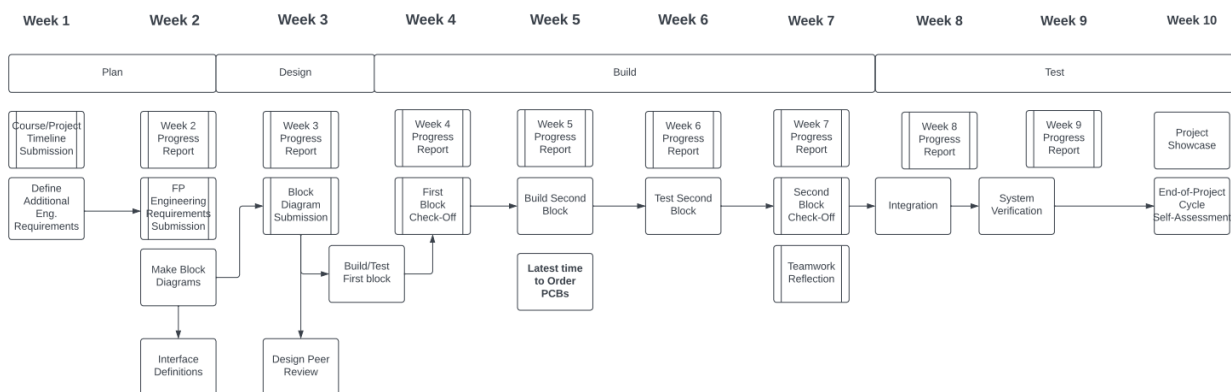 Week 1
Week 2
Week 3
Week 4
Week 5
Week 6
Week 7
Week 8
Week 9
Week 10
Plan
Design
Build
Test
Course/Project
Timeline
Submission
Week 2
Progress
Report
Week 3
Progress
Report
Week 4
Progress
Report
Week 5
Progress
Report
Week 6
Progress
Report
Week 7
Progress
Report
Week 8
Progress
Report
Week 9
Progress
Report
Project
Showcase
Define
Additional
Eng.
Requirements
FP
Engineering
Requirements
Submission
Block
Diagram
Submission
First
Block
Check-Off
Build Second
Block
Test Second
Block
Second
Block
Check-Off
Integration
System
Verification
End-of-Project
Cycle
Self-Assessment
Make Block
Diagrams
Build/Test
First block
Latest time
to Order
PCBs
Teamwork
Reflection
Interface
Definitions
Design Peer
Review